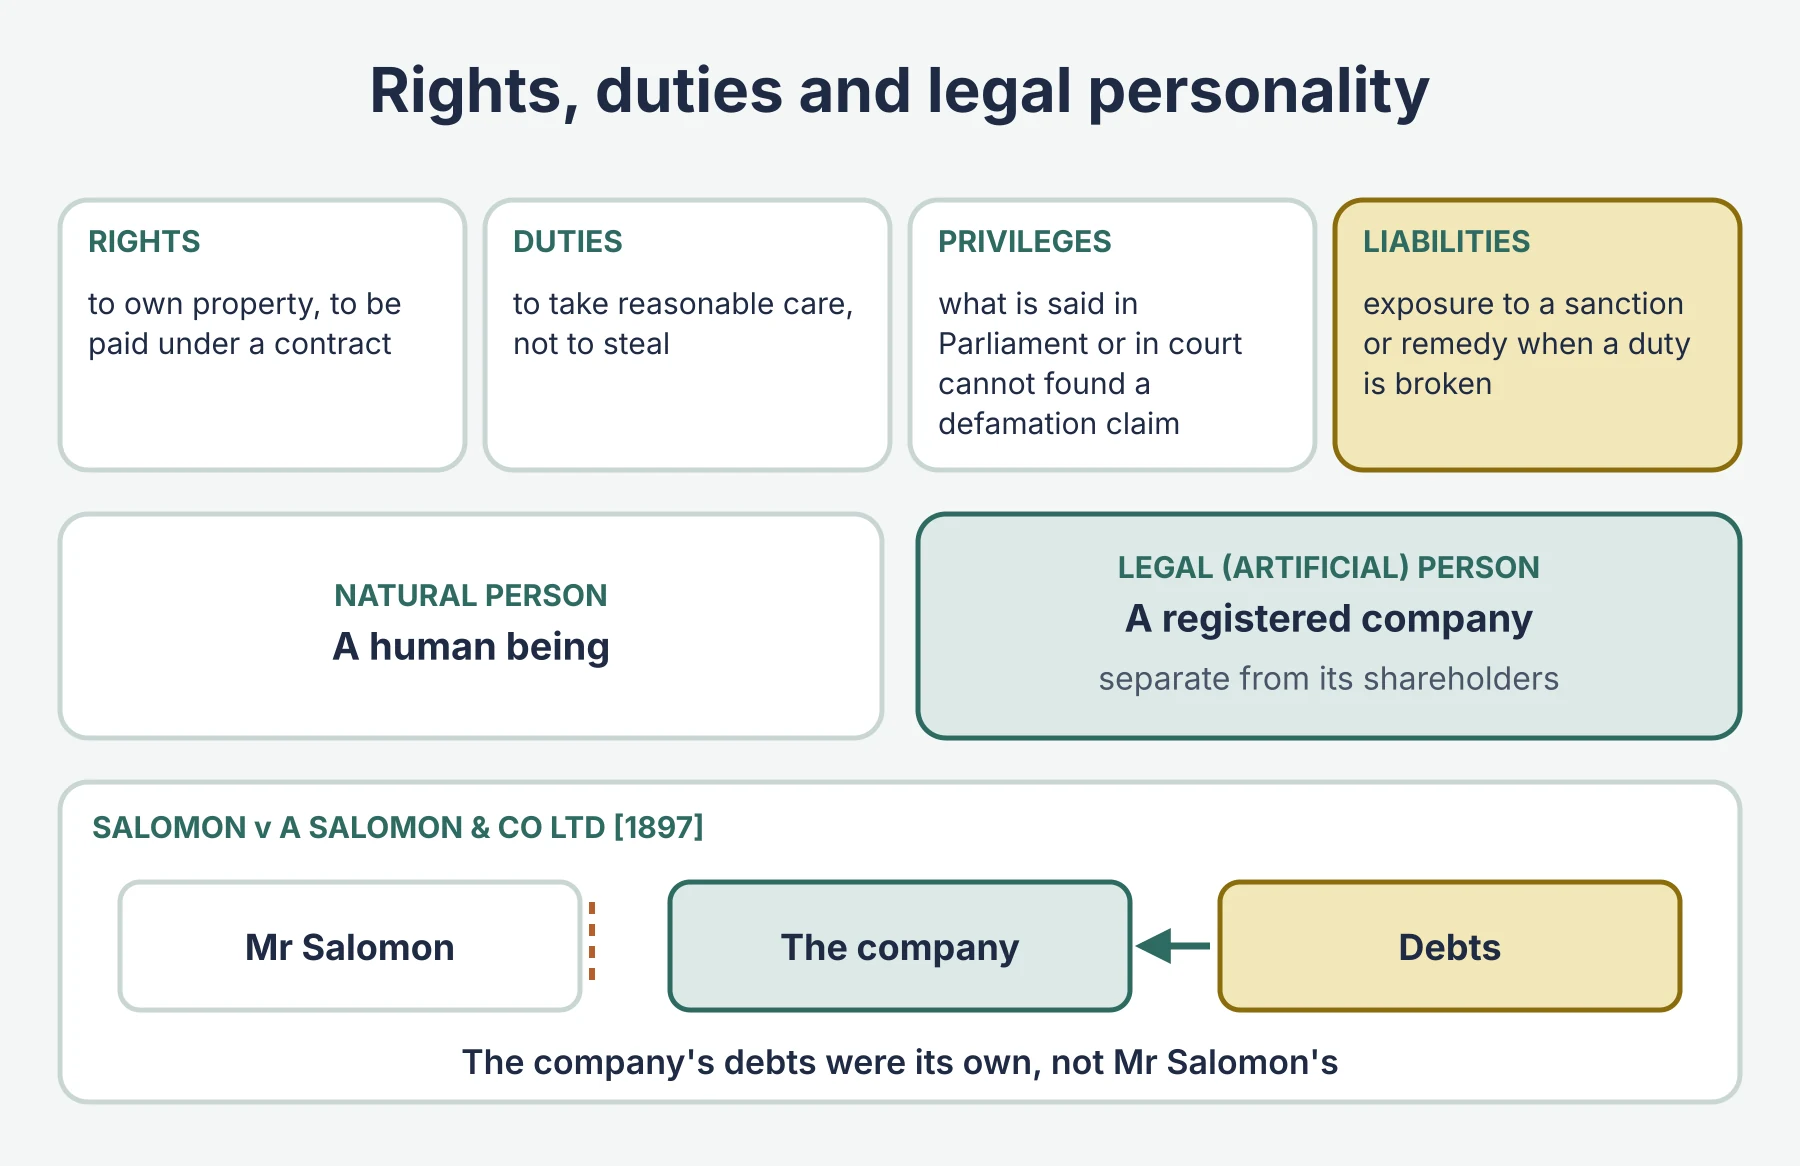 Rights, duties and legal personality
RIGHTS
to own property, to be
paid under a contract
DUTIES
to take reasonable care,
not to steal
PRIVILEGES
what is said in
Parliament or in court
cannot found a
defamation claim
LIABILITIES
exposure to a sanction
or remedy when a duty
is broken
NATURAL PERSON
A human being
LEGAL (ARTIFICIAL) PERSON
A registered company
separate from its shareholders
SALOMON v A SALOMON & CO LTD [1897]
Mr Salomon
The company
Debts
The company's debts were its own, not Mr Salomon's